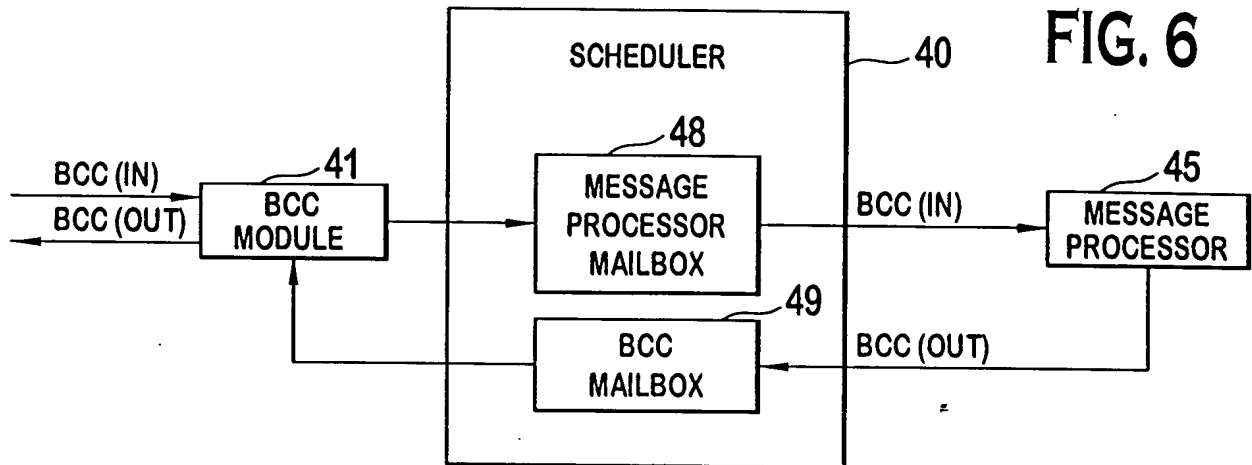 FIG. 6
SCHEDULER
40
48
MESSAGE
PROCESSOR
MAILBOX
BCC (IN)
BCC (OUT)
41
BCC
MODULE
BCC (IN)
45
MESSAGE
PROCESSOR
49
BCC
MAILBOX
BCC (OUT)